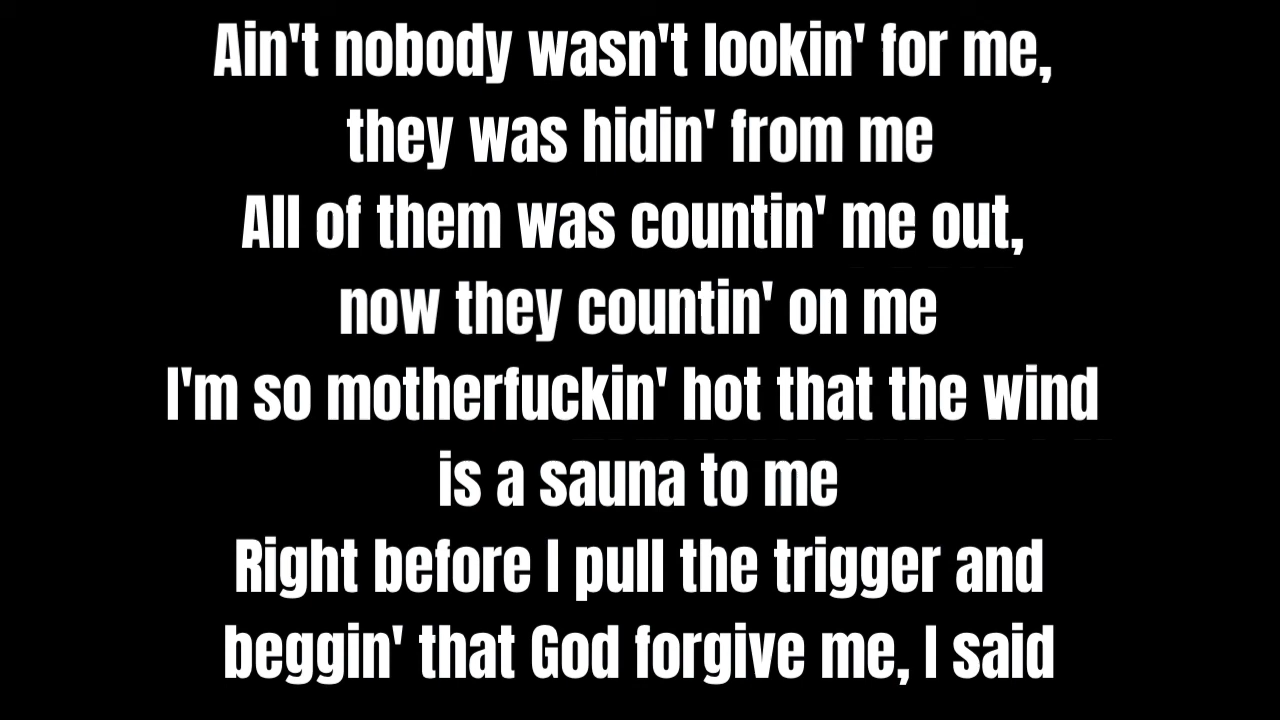 Ain't nobody wasn't lookin' for me,
they was hidin' from me
All of them was countin' me out,
now they countin' on me
I'm so motherfuckin' hot that the wind
is a sauna to me
Right before I pull the trigger and
beggin' that God forgive me, I said